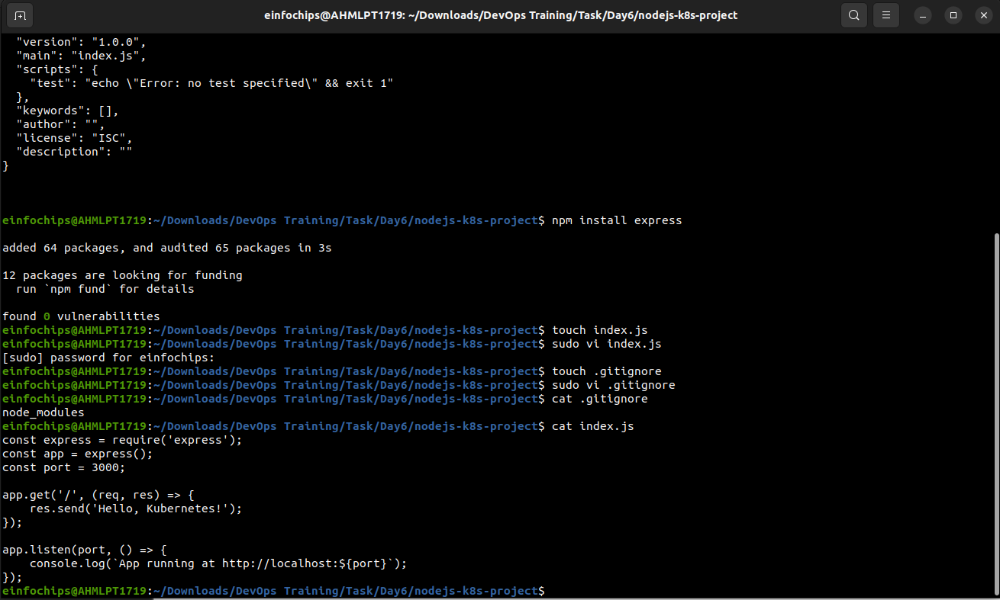 einfochips@AHMLPT1719: ~/Downloads/DevOps Training/Task/Day6/nodejs-k8s-project
  "version": "1.0.0",
  "main": "index.js",
  "scripts": {
    "test": "echo \"Error: no test specified\" && exit 1"
  },
  "keywords": [],
  "author": "",
  "license": "ISC",
  "description": ""
}
einfochips@AHMLPT1719:~/Downloads/DevOps Training/Task/Day6/nodejs-k8s-project$ npm install express
added 64 packages, and audited 65 packages in 3s
12 packages are looking for funding
  run `npm fund` for details
found 0 vulnerabilities
einfochips@AHMLPT1719:~/Downloads/DevOps Training/Task/Day6/nodejs-k8s-project$ touch index.js
einfochips@AHMLPT1719:~/Downloads/DevOps Training/Task/Day6/nodejs-k8s-project$ sudo vi index.js
[sudo] password for einfochips:
einfochips@AHMLPT1719:~/Downloads/DevOps Training/Task/Day6/nodejs-k8s-project$ touch .gitignore
einfochips@AHMLPT1719:~/Downloads/DevOps Training/Task/Day6/nodejs-k8s-project$ sudo vi .gitignore
einfochips@AHMLPT1719:~/Downloads/DevOps Training/Task/Day6/nodejs-k8s-project$ cat .gitignore
node_modules
einfochips@AHMLPT1719:~/Downloads/DevOps Training/Task/Day6/nodejs-k8s-project$ cat index.js
const express = require('express');
const app = express();
const port = 3000;
app.get('/', (req, res) => {
    res.send('Hello, Kubernetes!');
});
app.listen(port, () => {
    console.log(`App running at http://localhost:${port}`);
});
einfochips@AHMLPT1719:~/Downloads/DevOps Training/Task/Day6/nodejs-k8s-project$